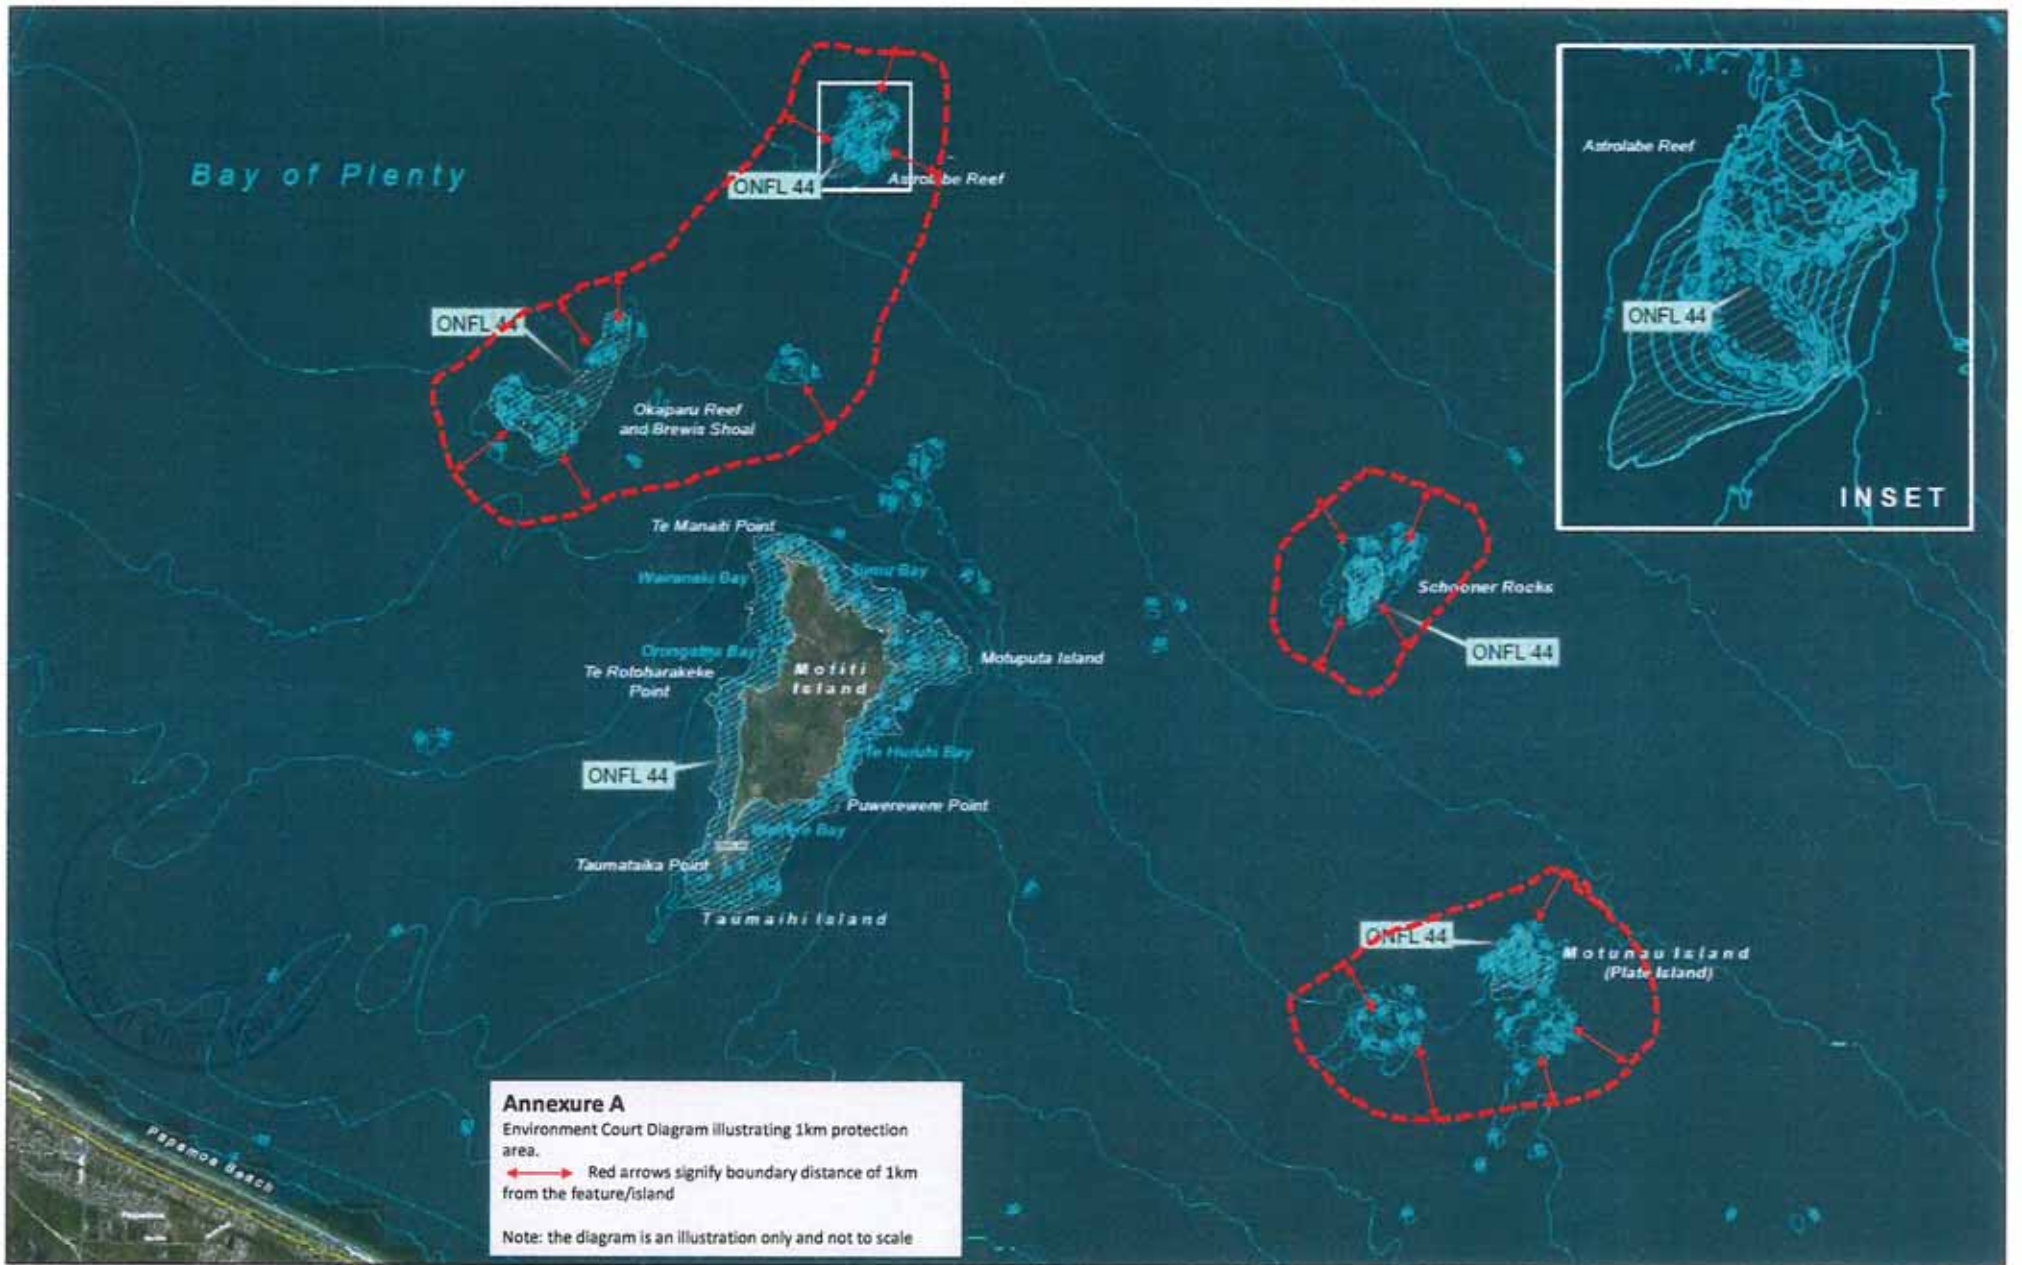 Bay of Plenty
ONFL 44
Astrolabe Reef
ONFL 44
Okaparu Reef
and Brewis Shoal
Astrolabe Reef
ONFL 44
INSET
Te Manaiti Point
Wairanaki Bay
Bay
Orongatea Bay
Te Rotoharakeke
Point
Motiti
Island
Motuputa Island
Schooner Rocks
ONFL 44
ONFL 44
Te Huruhi Bay
Puwerewere Point
Bay
Taumataika Point
Taumaihi Island
ONFL 44
Motunau Island
(Plate Island)
Papamoa Beach
Annexure A
Environment Court Diagram illustrating 1km protection
area.
Red arrows signify boundary distance of 1km
from the feature/island
Note: the diagram is an illustration only and not to scale